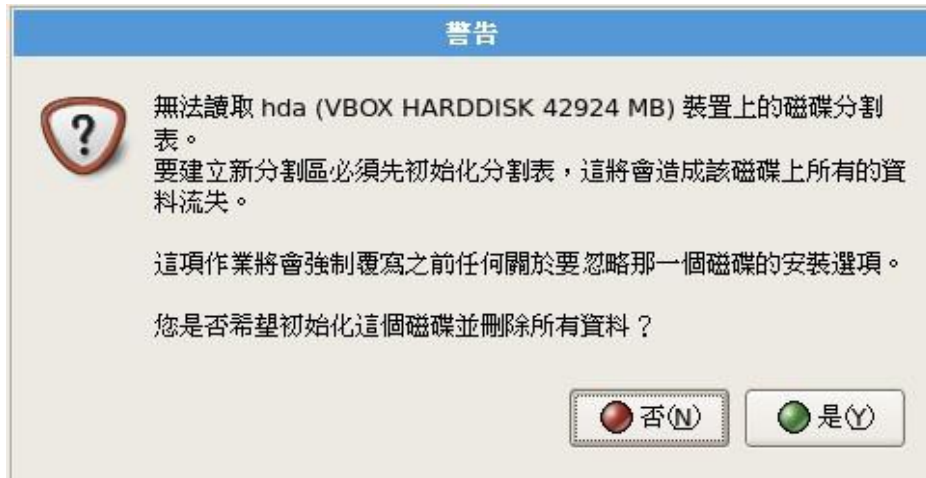 警告
無法讀取 hda (VBOX HARDDISK 42924 MB) 裝置上的磁碟分割
表。
要建立新分割區必須先初始化分割表，這將會造成該磁碟上所有的資
料流失。
這項作業將會強制覆寫之前任何關於要忽略那一個磁碟的安裝選項。
您是否希望初始化這個磁碟並刪除所有資料？
否(N) 是(Y)